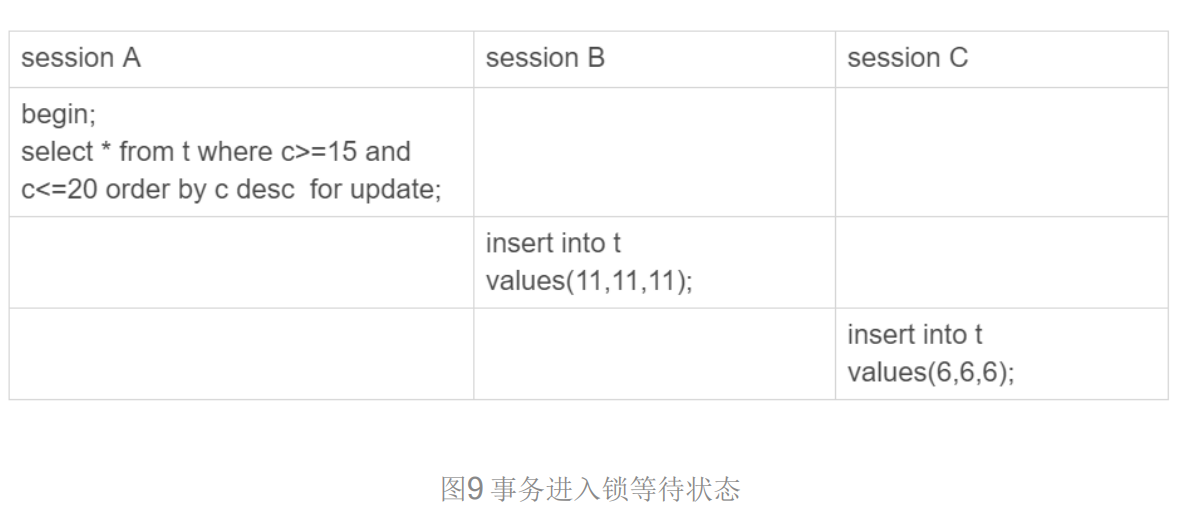 session A
session B
session C
begin;
select * from t where c>=15 and
c<=20 order by c desc  for update;
insert into t
values(11,11,11);
insert into t
values(6,6,6);
图9 事务进入锁等待状态